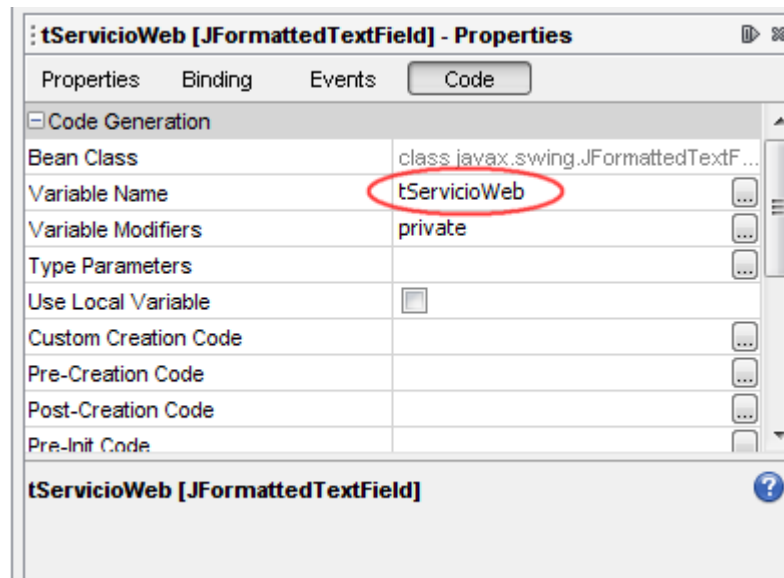 tServicioWeb [JFormattedTextField] - Properties
Properties Binding Events Code
Code Generation
Bean Class class javax.swing.JFormattedTextF...
Variable Name tServicioWeb ...
Variable Modifiers private ...
Type Parameters ...
Use Local Variable
Custom Creation Code ...
Pre-Creation Code ...
Post-Creation Code ...
Pre-Init Code
tServicioWeb [JFormattedTextField] ?